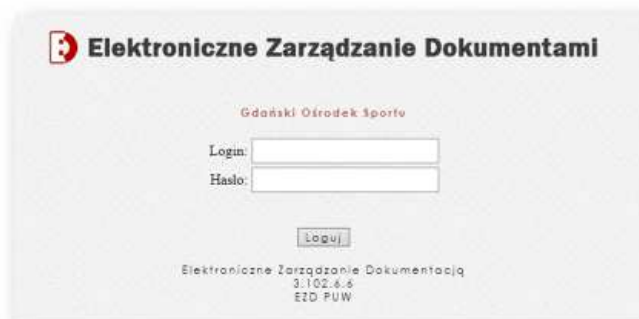 Elektroniczne Zarządzanie Dokumentami
Gdański Ośrodek Sportu
Login:
Hasło:
Loguj
Elektroniczne Zarządzanie Dokumentacją
3.102.6.6
EZD PUW